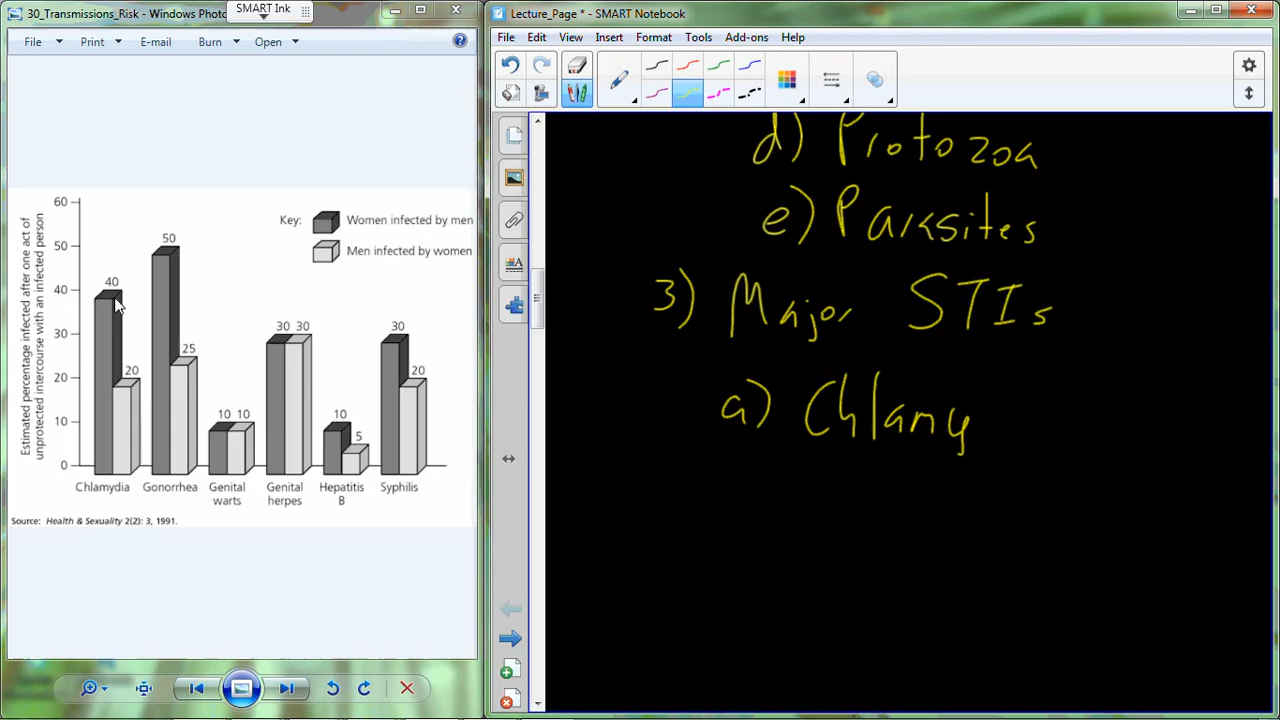 30_Transmissions_Risk - Windows Photo
SMART Ink
File Print E-mail Burn Open
60
50
40
30
20
10
0
Estimated percentage infected after one act of
unprotected intercourse with an infected person
Key: Women infected by men
Men infected by women
40 20
50 25
10 10
30 30
10 5
30 20
Chlamydia Gonorrhea Genital warts Genital herpes Hepatitis B Syphilis
Source: Health & Sexuality 2(2): 3, 1991.
Lecture_Page * - SMART Notebook
File Edit View Insert Format Tools Add-ons Help
d) Protozoa
e) Parasites
3) Major STIs
a) Chlamy